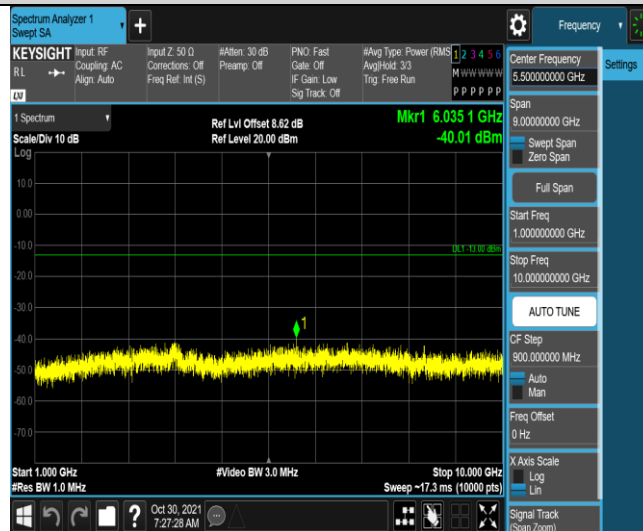 Spectrum Analyzer 1
Swept SA
+
Frequency
KEYSIGHT
RL
LXI
Input: RF
Coupling: AC
Align: Auto
Input Z: 50 Ω
Corrections: Off
Freq Ref: Int (S)
#Atten: 30 dB
Preamp: Off
PNO: Fast
Gate: Off
IF Gain: Low
Sig Track: Off
#Avg Type: Power (RMS
Avg|Hold: 3/3
Trig: Free Run
1 2 3 4 5 6
M W W W W W
P P P P P P
1 Spectrum
Scale/Div 10 dB
Log
Ref Lvl Offset 8.62 dB
Ref Level 20.00 dBm
Mkr1 6.035 1 GHz
-40.01 dBm
10.0
0.00
-10.0
DL1 -13.00 dBm
-20.0
-30.0
1
-40.0
-50.0
-60.0
-70.0
Start 1.000 GHz
#Res BW 1.0 MHz
#Video BW 3.0 MHz
Stop 10.000 GHz
Sweep ~17.3 ms (10000 pts)
?
Oct 30, 2021
7:27:28 AM
Center Frequency
5.500000000 GHz
Settings
Span
9.00000000 GHz
Swept Span
Zero Span
Full Span
Start Freq
1.000000000 GHz
Stop Freq
10.000000000 GHz
AUTO TUNE
CF Step
900.000000 MHz
Auto
Man
Freq Offset
0 Hz
X Axis Scale
Log
Lin
Signal Track
(Span Zoom)